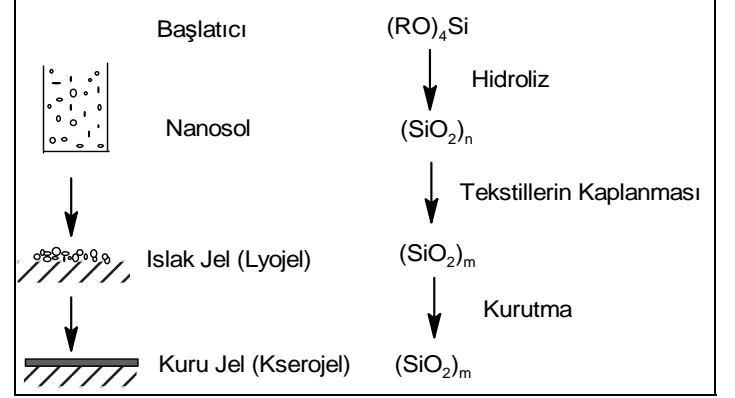 Başlatıcı (RO)₄Si
Hidroliz
Nanosol (SiO₂)ₙ
Tekstillerin Kaplanması
Islak Jel (Lyojel) (SiO₂)ₘ
Kurutma
Kuru Jel (Kserojel) (SiO₂)ₘ